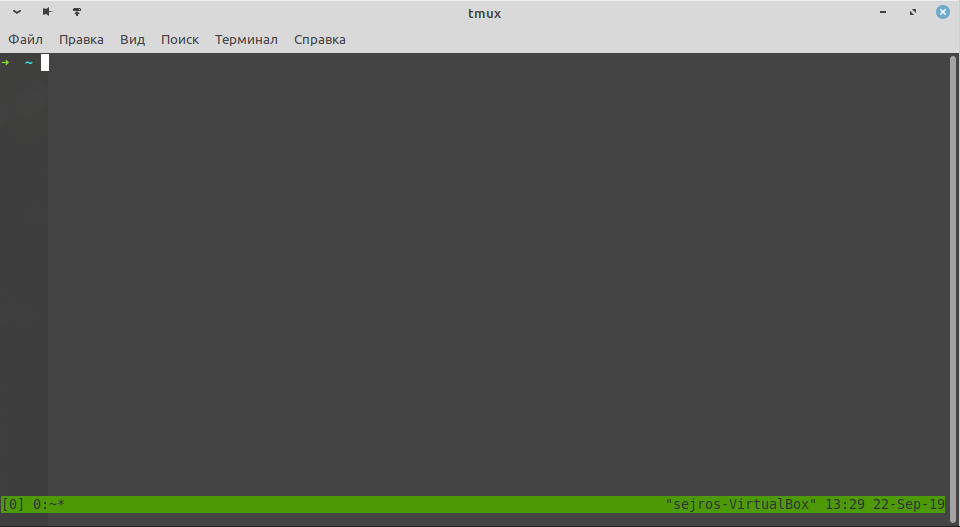 tmux
Файл Правка Вид Поиск Терминал Справка
➜ ~
[0] 0:~* "sejros-VirtualBox" 13:29 22-Sep-19